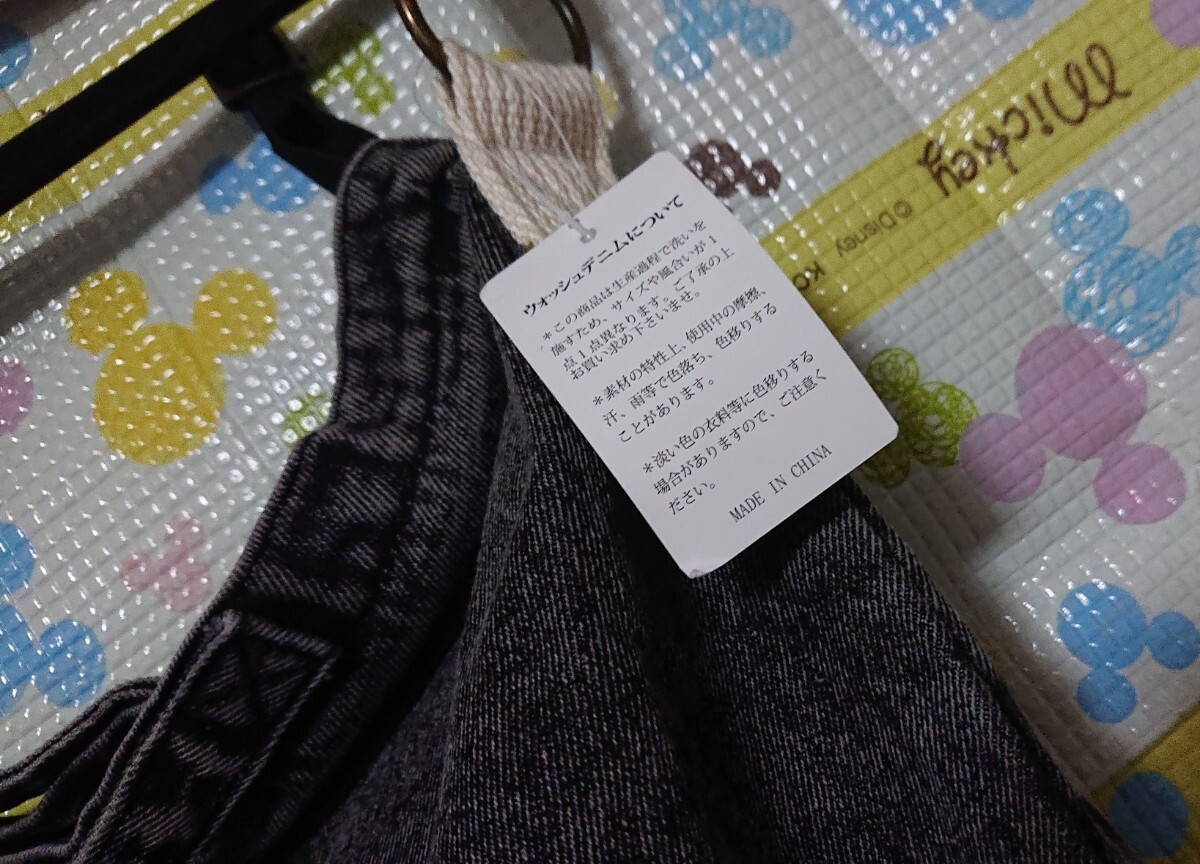 ウォッシュデニムについて
＊この商品は生産過程で洗いを
施すため、サイズや風合いが1
点1点異なります。ご了承の上
お買い求め下さいませ。
＊素材の特性上、使用中の摩擦、
汗、雨等で色落ち、色移りする
ことがあります。
＊淡い色の衣料等に色移りする
場合がありますので、ご注意く
ださい。
MADE IN CHINA
Mickey
©Disney
KO